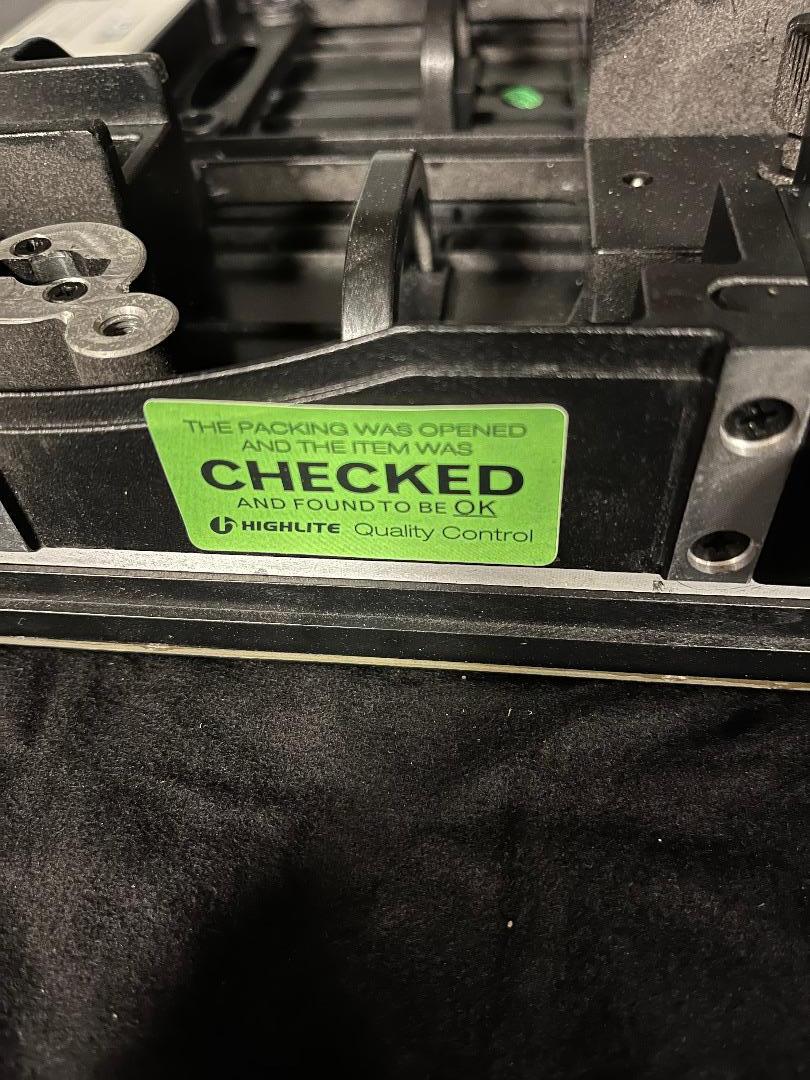 THE PACKING WAS OPENED
AND THE ITEM WAS
CHECKED
AND FOUND TO BE OK
HIGHLITE Quality Control